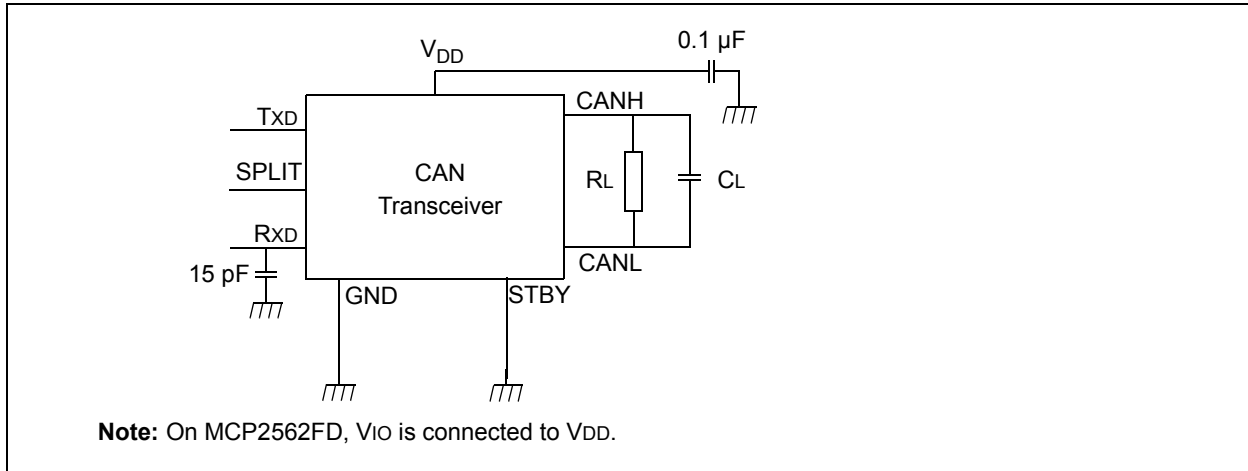 0.1 µF
VDD
CANH
TXD
SPLIT
CAN
Transceiver
RL
CL
RXD
CANL
15 pF
GND
STBY
Note: On MCP2562FD, VIO is connected to VDD.